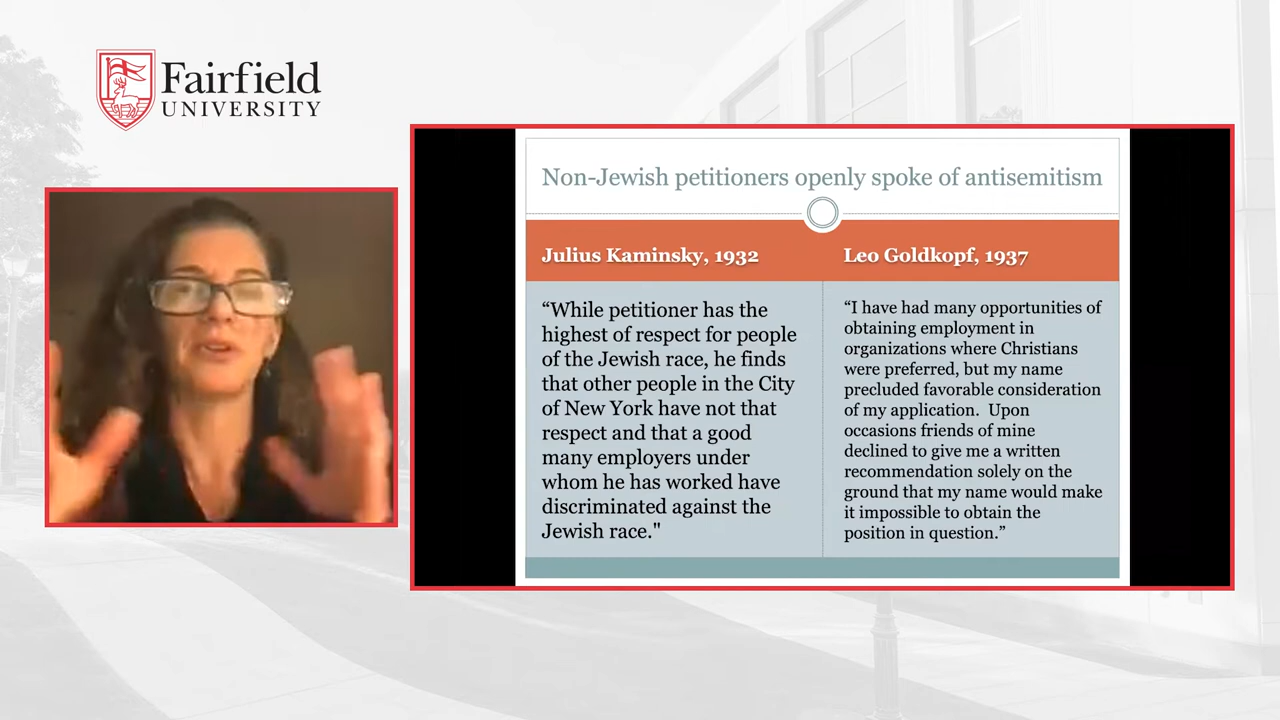 Fairfield
UNIVERSITY
Non-Jewish petitioners openly spoke of antisemitism
Julius Kaminsky, 1932
“While petitioner has the
highest of respect for people
of the Jewish race, he finds
that other people in the City
of New York have not that
respect and that a good
many employers under
whom he has worked have
discriminated against the
Jewish race."
Leo Goldkopf, 1937
“I have had many opportunities of
obtaining employment in
organizations where Christians
were preferred, but my name
precluded favorable consideration
of my application.  Upon
occasions friends of mine
declined to give me a written
recommendation solely on the
ground that my name would make
it impossible to obtain the
position in question.”